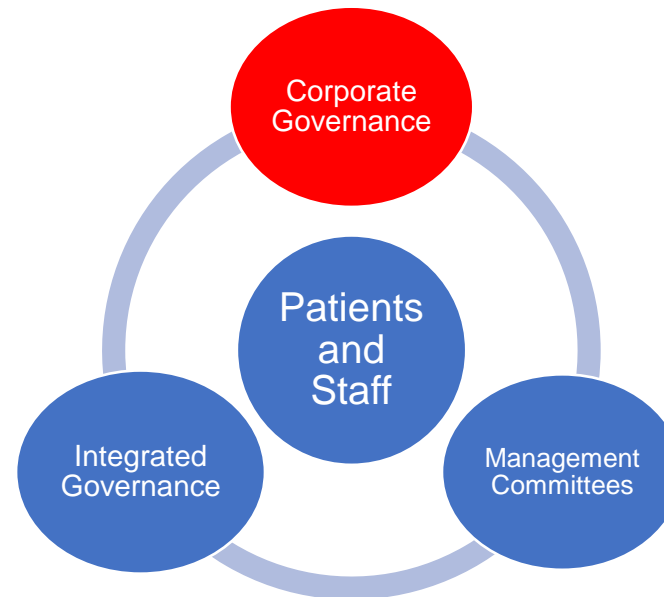 Corporate
Governance
Patients
and
Staff
Integrated
Governance
Management
Committees